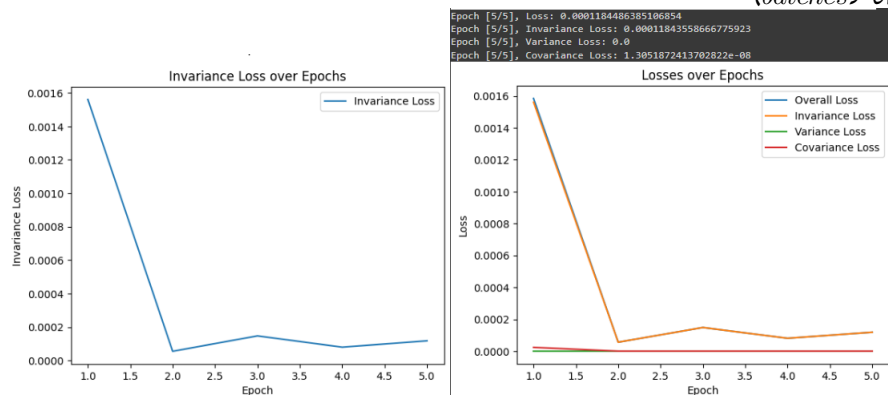 (batches)
Epoch [5/5], Loss: 0.0001184486385106854
Epoch [5/5], Invariance Loss: 0.00011843558666775923
Epoch [5/5], Variance Loss: 0.0
Epoch [5/5], Covariance Loss: 1.3051872413702822e-08
Invariance Loss over Epochs
Invariance Loss
0.0016
0.0014
0.0012
0.0010
0.0008
0.0006
0.0004
0.0002
0.0000
Invariance Loss
1.0 1.5 2.0 2.5 3.0 3.5 4.0 4.5 5.0
Epoch
Losses over Epochs
Overall Loss
Invariance Loss
Variance Loss
Covariance Loss
0.0016
0.0014
0.0012
0.0010
0.0008
0.0006
0.0004
0.0002
0.0000
Loss
1.0 1.5 2.0 2.5 3.0 3.5 4.0 4.5 5.0
Epoch